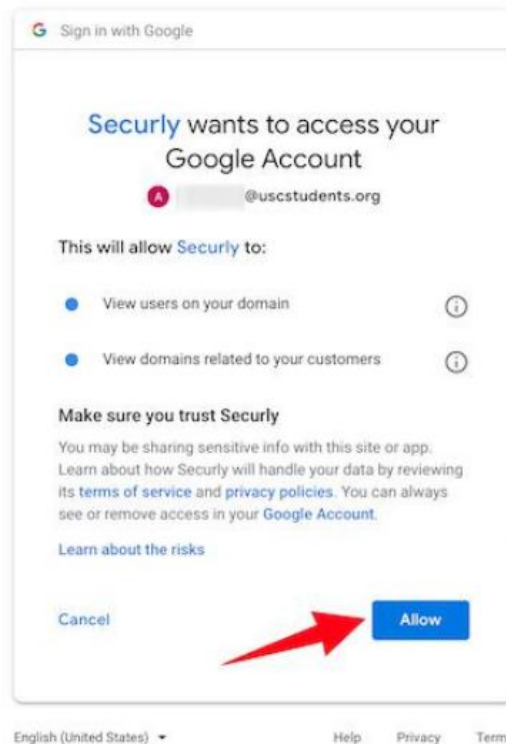 Sign in with Google
Securly wants to access your
Google Account
A @uscstudents.org
This will allow Securly to:
View users on your domain
View domains related to your customers
Make sure you trust Securly
You may be sharing sensitive info with this site or app.
Learn about how Securly will handle your data by reviewing
its terms of service and privacy policies. You can always
see or remove access in your Google Account.
Learn about the risks
Cancel Allow
English (United States) Help Privacy Term